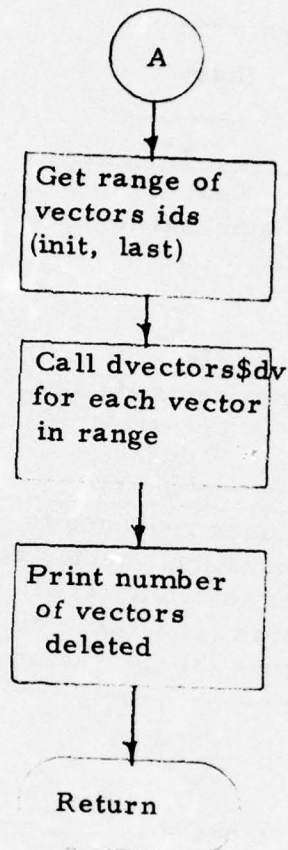 A
Get range of
vectors ids
(init, last)
Call dvectors$dv
for each vector
in range
Print number
of vectors
deleted
Return